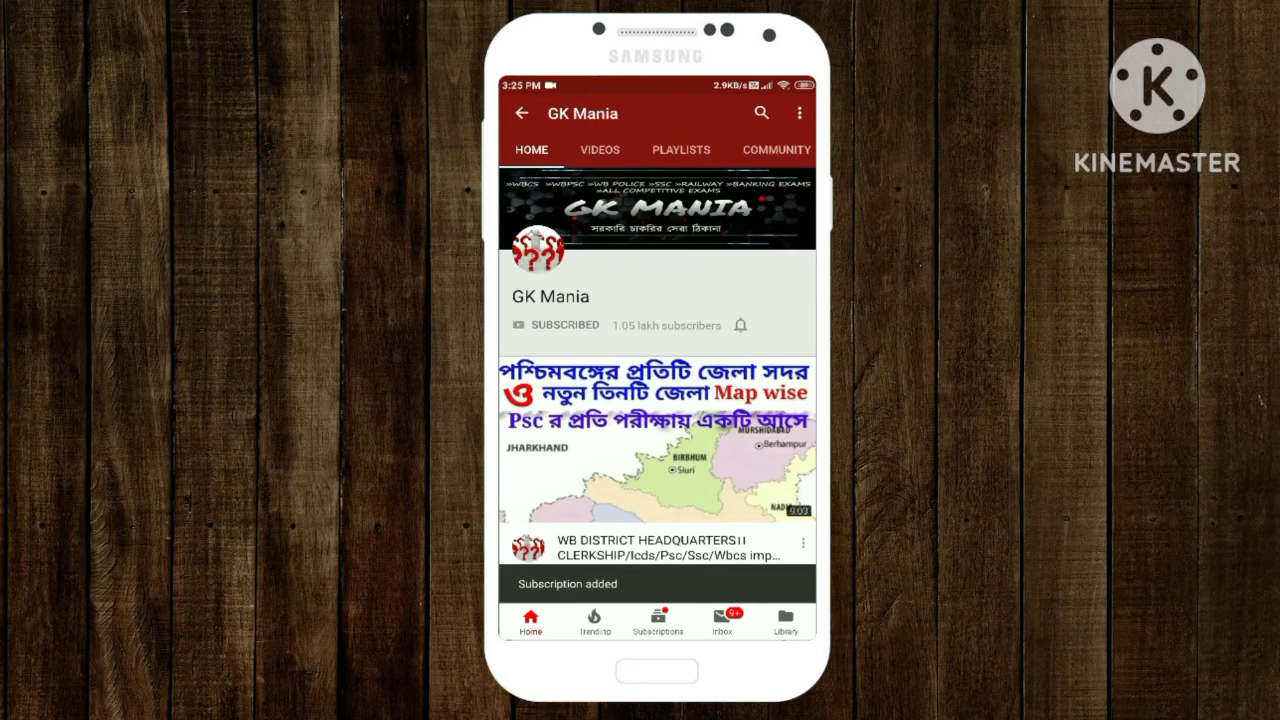 SAMSUNG
3:25 PM
2.9KB/s
GK Mania
HOME VIDEOS PLAYLISTS COMMUNITY
»WBCS »WBPSC »WB POLICE »SSC »RAILWAY »BANKING EXAMS
»ALL COMPETITIVE EXAMS
GK MANIA
সরকারি চাকরির সেরা ঠিকানা
????
GK Mania
SUBSCRIBED 1.05 lakh subscribers
পশ্চিমবঙ্গের প্রতিটি জেলা সদর
ও নতুন তিনটি জেলা Map wise
Psc র প্রতি পরীক্ষায় একটি আসে
MURSHIDABAD
JHARKHAND
Berhampur
BIRBHUM
Siuri
NAD
9:03
WB DISTRICT HEADQUARTERS।।
CLERKSHIP/Icds/Psc/Ssc/Wbcs imp...
Subscription added
9+
Home Trending Subscriptions Inbox Library
K
KINEMASTER